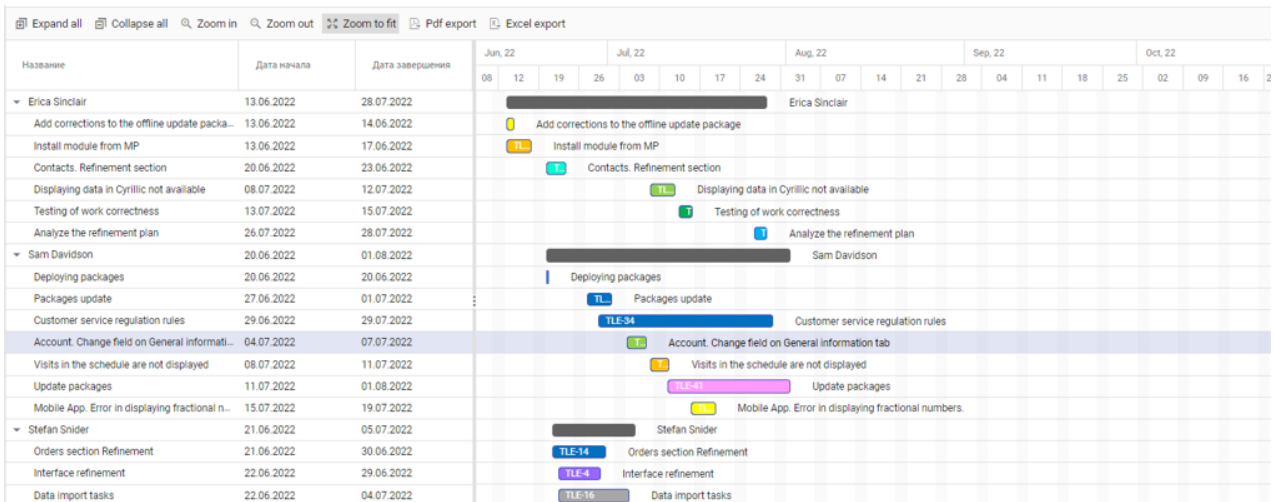 Expand all Collapse all Zoom in Zoom out Zoom to fit Pdf export Excel export
Название Дата начала Дата завершения Jun, 22 Jul, 22 Aug, 22 Sep, 22 Oct, 22
08 12 19 26 03 10 17 24 31 07 14 21 28 04 11 18 25 02 09 16 2
Erica Sinclair 13.06.2022 28.07.2022 Erica Sinclair
Add corrections to the offline update packa... 13.06.2022 14.06.2022 Add corrections to the offline update package
Install module from MP 13.06.2022 17.06.2022 TL... Install module from MP
Contacts. Refinement section 20.06.2022 23.06.2022 T... Contacts. Refinement section
Displaying data in Cyrillic not available 08.07.2022 12.07.2022 TL... Displaying data in Cyrillic not available
Testing of work correctness 13.07.2022 15.07.2022 T Testing of work correctness
Analyze the refinement plan 26.07.2022 28.07.2022 T Analyze the refinement plan
Sam Davidson 20.06.2022 01.08.2022 Sam Davidson
Deploying packages 20.06.2022 20.06.2022 Deploying packages
Packages update 27.06.2022 01.07.2022 TL... Packages update
Customer service regulation rules 29.06.2022 29.07.2022 TLE-34 Customer service regulation rules
Account. Change field on General informati... 04.07.2022 07.07.2022 T... Account. Change field on General information tab
Visits in the schedule are not displayed 08.07.2022 11.07.2022 T... Visits in the schedule are not displayed
Update packages 11.07.2022 01.08.2022 TLE-41 Update packages
Mobile App. Error in displaying fractional n... 15.07.2022 19.07.2022 TL... Mobile App. Error in displaying fractional numbers.
Stefan Snider 21.06.2022 05.07.2022 Stefan Snider
Orders section Refinement 21.06.2022 30.06.2022 TLE-14 Orders section Refinement
Interface refinement 22.06.2022 29.06.2022 TLE-4 Interface refinement
Data import tasks 22.06.2022 04.07.2022 TLE-16 Data import tasks